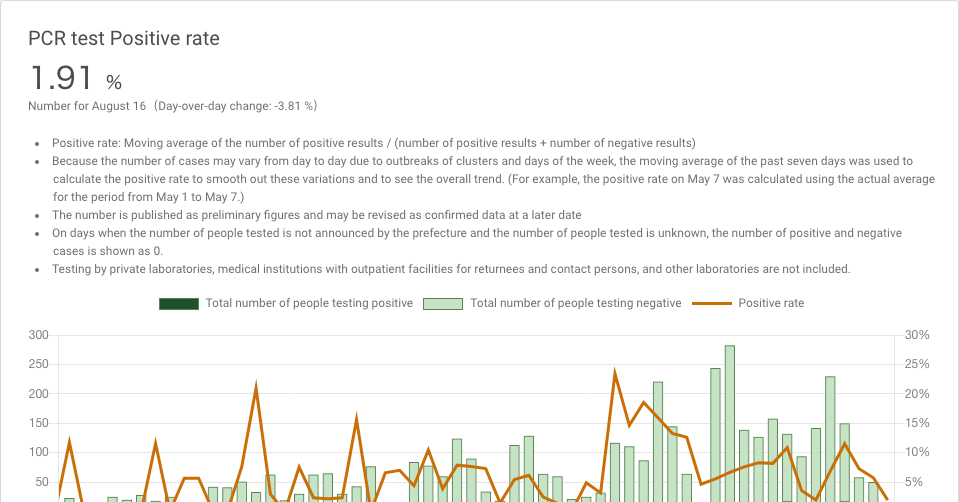 PCR test Positive rate
1.91 %
Number for August 16 (Day-over-day change: -3.81 %)
• Positive rate: Moving average of the number of positive results / (number of positive results + number of negative results)
• Because the number of cases may vary from day to day due to outbreaks of clusters and days of the week, the moving average of the past seven days was used to
calculate the positive rate to smooth out these variations and to see the overall trend. (For example, the positive rate on May 7 was calculated using the actual average
for the period from May 1 to May 7.)
• The number is published as preliminary figures and may be revised as confirmed data at a later date
• On days when the number of people tested is not announced by the prefecture and the number of people tested is unknown, the number of positive and negative
cases is shown as 0.
• Testing by private laboratories, medical institutions with outpatient facilities for returnees and contact persons, and other laboratories are not included.
Total number of people testing positive Total number of people testing negative Positive rate
300 30%
250 25%
200 20%
150 15%
100 10%
50 5%